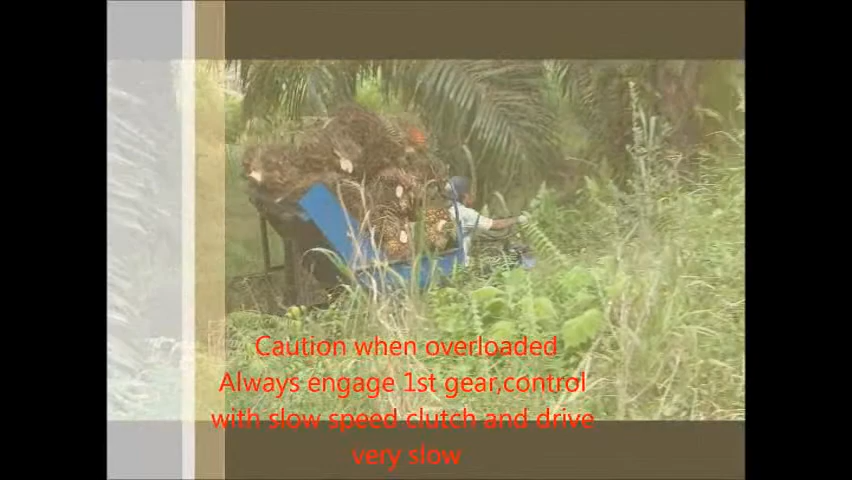 Caution when overloaded
Always engage 1st gear,control
with slow speed clutch and drive
very slow